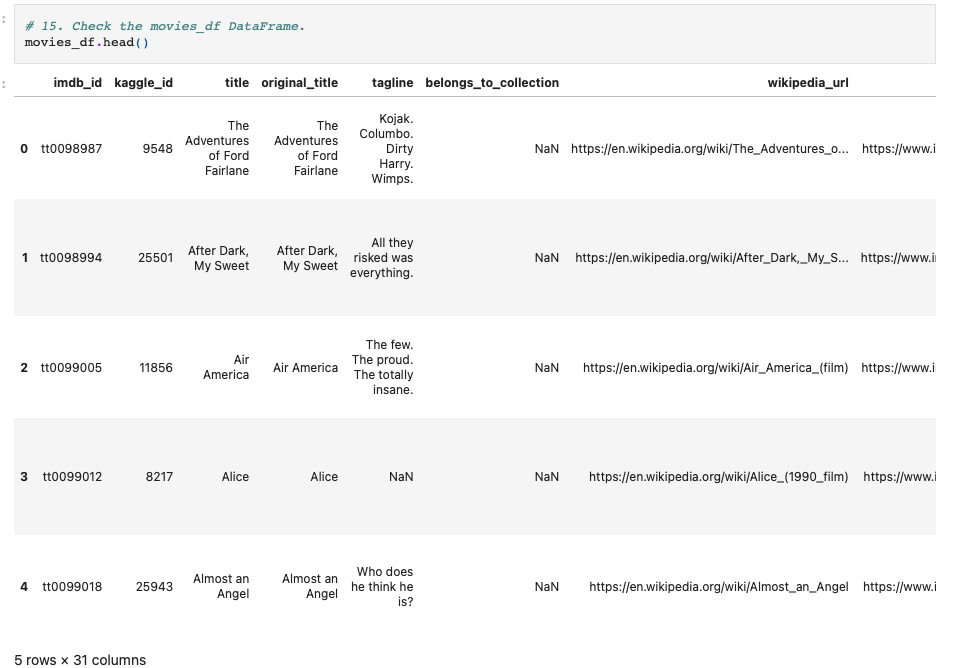 # 15. Check the movies_df DataFrame.
movies_df.head()
imdb_id kaggle_id title original_title tagline belongs_to_collection wikipedia_url
0 tt0098987 9548 The Adventures of Ford Fairlane The Adventures of Ford Fairlane Kojak. Columbo. Dirty Harry. Wimps. NaN https://en.wikipedia.org/wiki/The_Adventures_o... https://www.i
1 tt0098994 25501 After Dark, My Sweet After Dark, My Sweet All they risked was everything. NaN https://en.wikipedia.org/wiki/After_Dark,_My_S... https://www.i
2 tt0099005 11856 Air America Air America The few. The proud. The totally insane. NaN https://en.wikipedia.org/wiki/Air_America_(film) https://www.i
3 tt0099012 8217 Alice Alice NaN NaN https://en.wikipedia.org/wiki/Alice_(1990_film) https://www.i
4 tt0099018 25943 Almost an Angel Almost an Angel Who does he think he is? NaN https://en.wikipedia.org/wiki/Almost_an_Angel https://www.i
5 rows × 31 columns